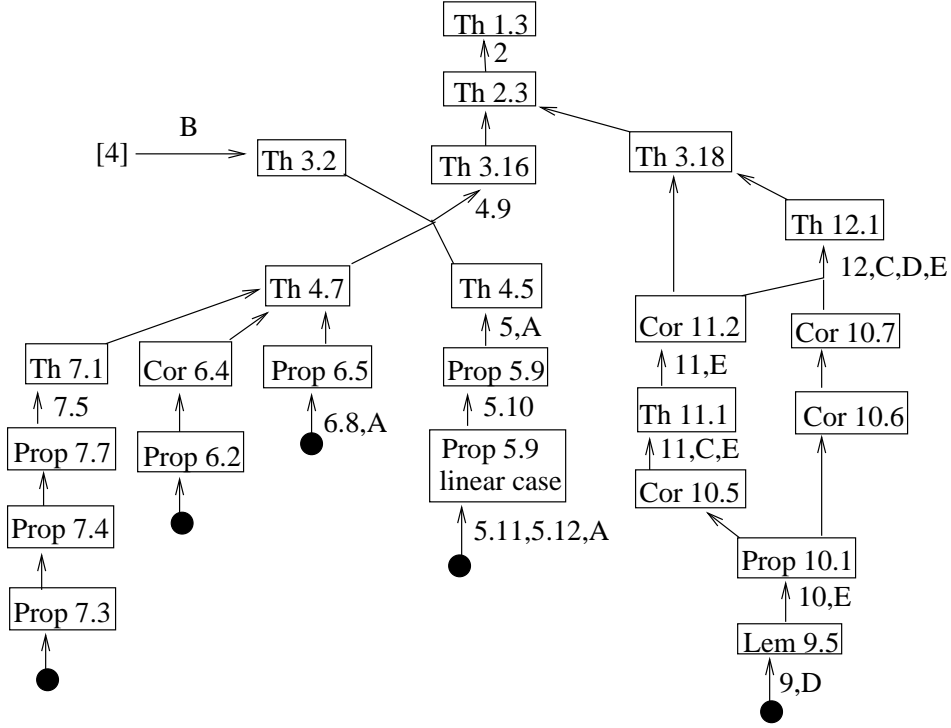 Th 1.3
2
Th 2.3
B
[4]
Th 3.2
Th 3.16
Th 3.18
4.9
Th 12.1
12,C,D,E
Th 4.7
Th 4.5
5,A
Cor 11.2
Cor 10.7
Th 7.1
Cor 6.4
Prop 6.5
Prop 5.9
11,E
7.5
5.10
Th 11.1
Cor 10.6
6.8,A
Prop 7.7
Prop 6.2
Prop 5.9
linear case
11,C,E
Cor 10.5
Prop 7.4
5.11,5.12,A
Prop 10.1
Prop 7.3
10,E
Lem 9.5
9,D